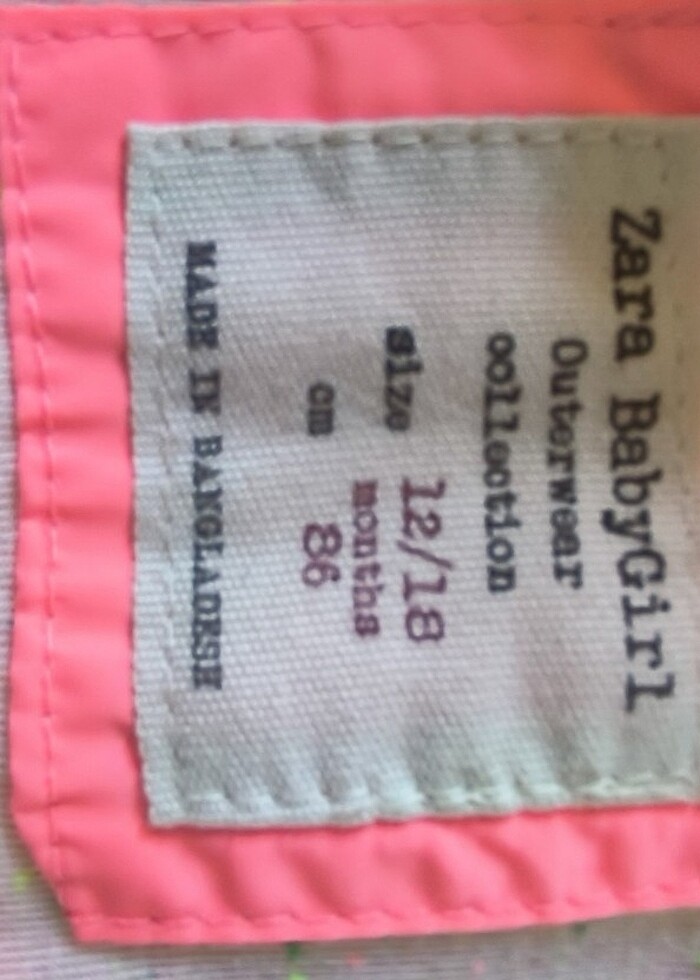 Zara BabyGirl
Outerwear
collection
size 12/18
months
cm 86
MADE IN BANGLADESH